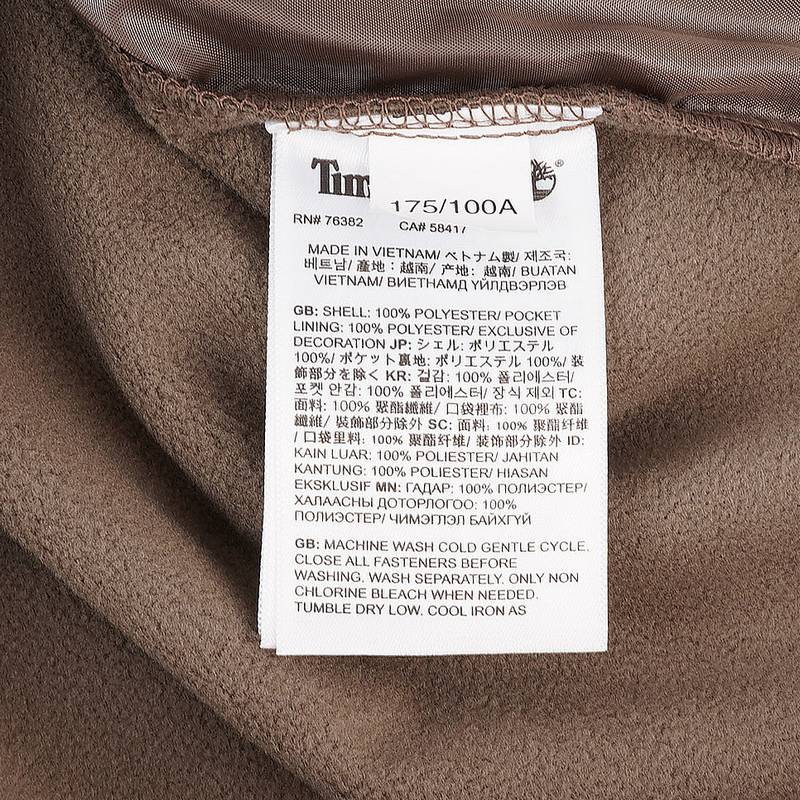 Tim
175/100A
RN# 76382 CA# 58417
MADE IN VIETNAM/ ベトナム製/ 제조국:
베트남/ 產地：越南/ 产地: 越南/ BUATAN
VIETNAM/ ВИЕТНАМД ҮЙЛДВЭРЛЭВ
GB: SHELL: 100% POLYESTER/ POCKET
LINING: 100% POLYESTER/ EXCLUSIVE OF
DECORATION JP: シェル: ポリエステル
100%/ ポケット裏地: ポリエステル 100%/ 装
飾部分を除く KR: 겉감: 100% 폴리에스터/
포켓 안감: 100% 폴리에스터/ 장식 제외 TC:
面料: 100% 聚酯纖維/ 口袋裡布: 100% 聚酯
纖維/ 裝飾部分除外 SC: 面料: 100% 聚酯纤维
/ 口袋里料: 100% 聚酯纤维/ 装饰部分除外 ID:
KAIN LUAR: 100% POLIESTER/ JAHITAN
KANTUNG: 100% POLIESTER/ HIASAN
EKSKLUSIF MN: ГАДАР: 100% ПОЛИЭСТЕР/
ХАЛААСНЫ ДОТОРЛОГОО: 100%
ПОЛИЭСТЕР/ ЧИМЭГЛЭЛ БАЙХГҮЙ
GB: MACHINE WASH COLD GENTLE CYCLE.
CLOSE ALL FASTENERS BEFORE
WASHING. WASH SEPARATELY. ONLY NON
CHLORINE BLEACH WHEN NEEDED.
TUMBLE DRY LOW. COOL IRON AS